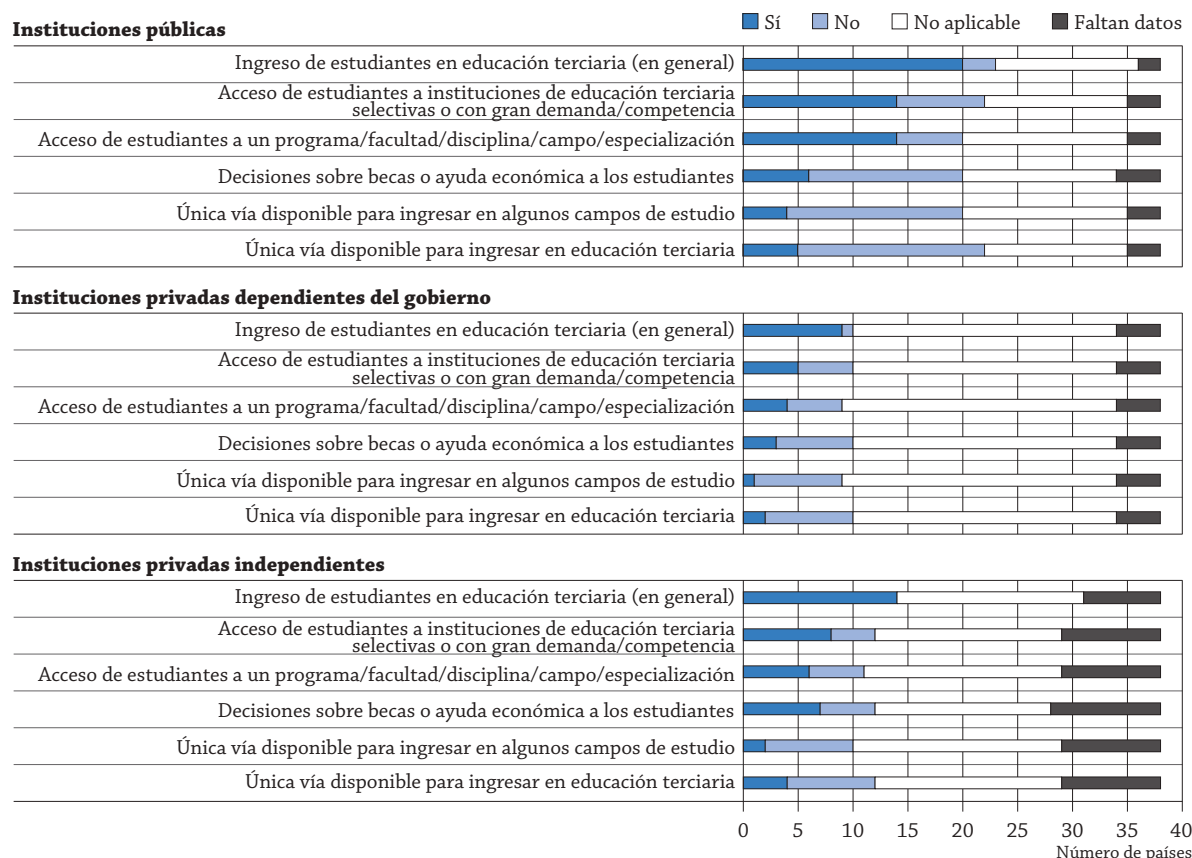 Sí No No aplicable Faltan datos
Instituciones públicas
Ingreso de estudiantes en educación terciaria (en general)
Acceso de estudiantes a instituciones de educación terciaria
selectivas o con gran demanda/competencia
Acceso de estudiantes a un programa/facultad/disciplina/campo/especialización
Decisiones sobre becas o ayuda económica a los estudiantes
Única vía disponible para ingresar en algunos campos de estudio
Única vía disponible para ingresar en educación terciaria
Instituciones privadas dependientes del gobierno
Ingreso de estudiantes en educación terciaria (en general)
Acceso de estudiantes a instituciones de educación terciaria
selectivas o con gran demanda/competencia
Acceso de estudiantes a un programa/facultad/disciplina/campo/especialización
Decisiones sobre becas o ayuda económica a los estudiantes
Única vía disponible para ingresar en algunos campos de estudio
Única vía disponible para ingresar en educación terciaria
Instituciones privadas independientes
Ingreso de estudiantes en educación terciaria (en general)
Acceso de estudiantes a instituciones de educación terciaria
selectivas o con gran demanda/competencia
Acceso de estudiantes a un programa/facultad/disciplina/campo/especialización
Decisiones sobre becas o ayuda económica a los estudiantes
Única vía disponible para ingresar en algunos campos de estudio
Única vía disponible para ingresar en educación terciaria
0 5 10 15 20 25 30 35 40
Número de países